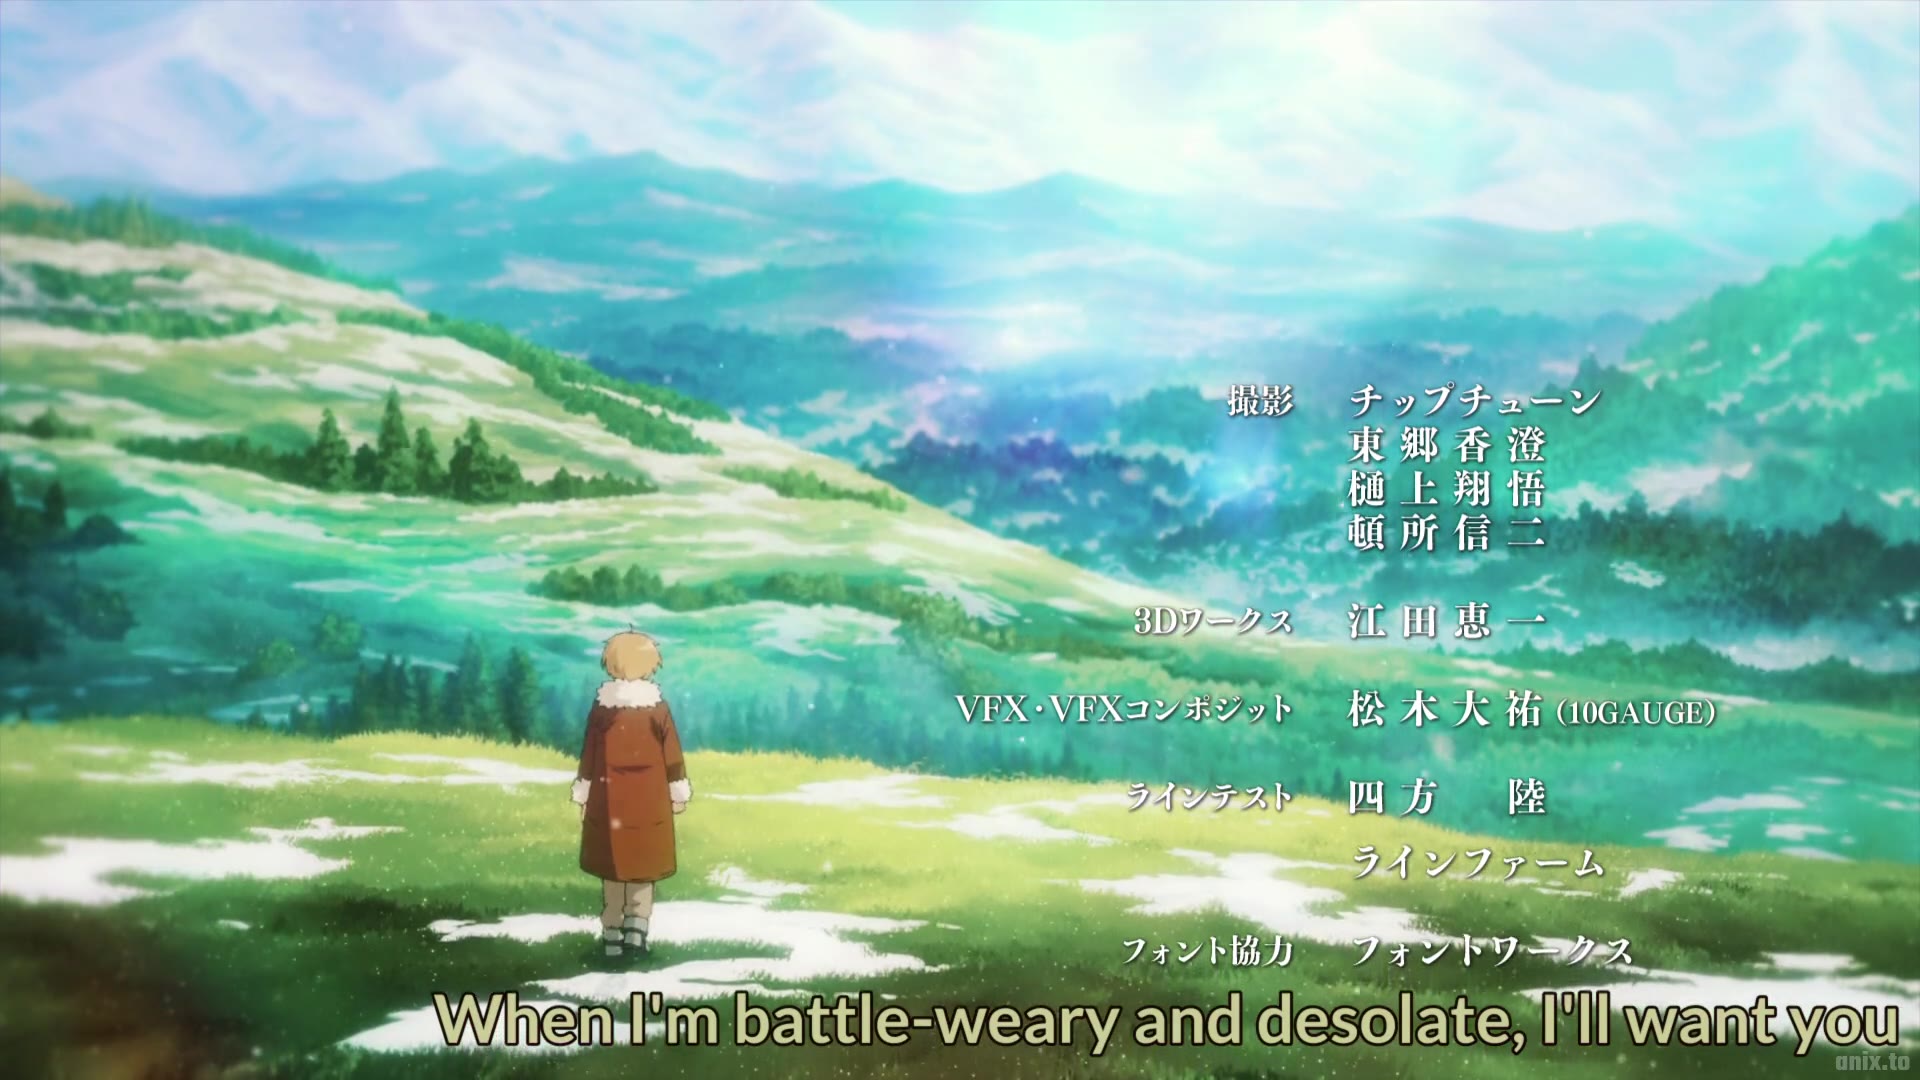 撮影 チップチューン
東郷香澄
樋上翔悟
頓所信二
3Dワークス 江田恵一
VFX・VFXコンポジット 松木大祐(10GAUGE)
ラインテスト 四方 陸
ラインファーム
フォント協力 フォントワークス
When I'm battle-weary and desolate, I'll want you
anix.to